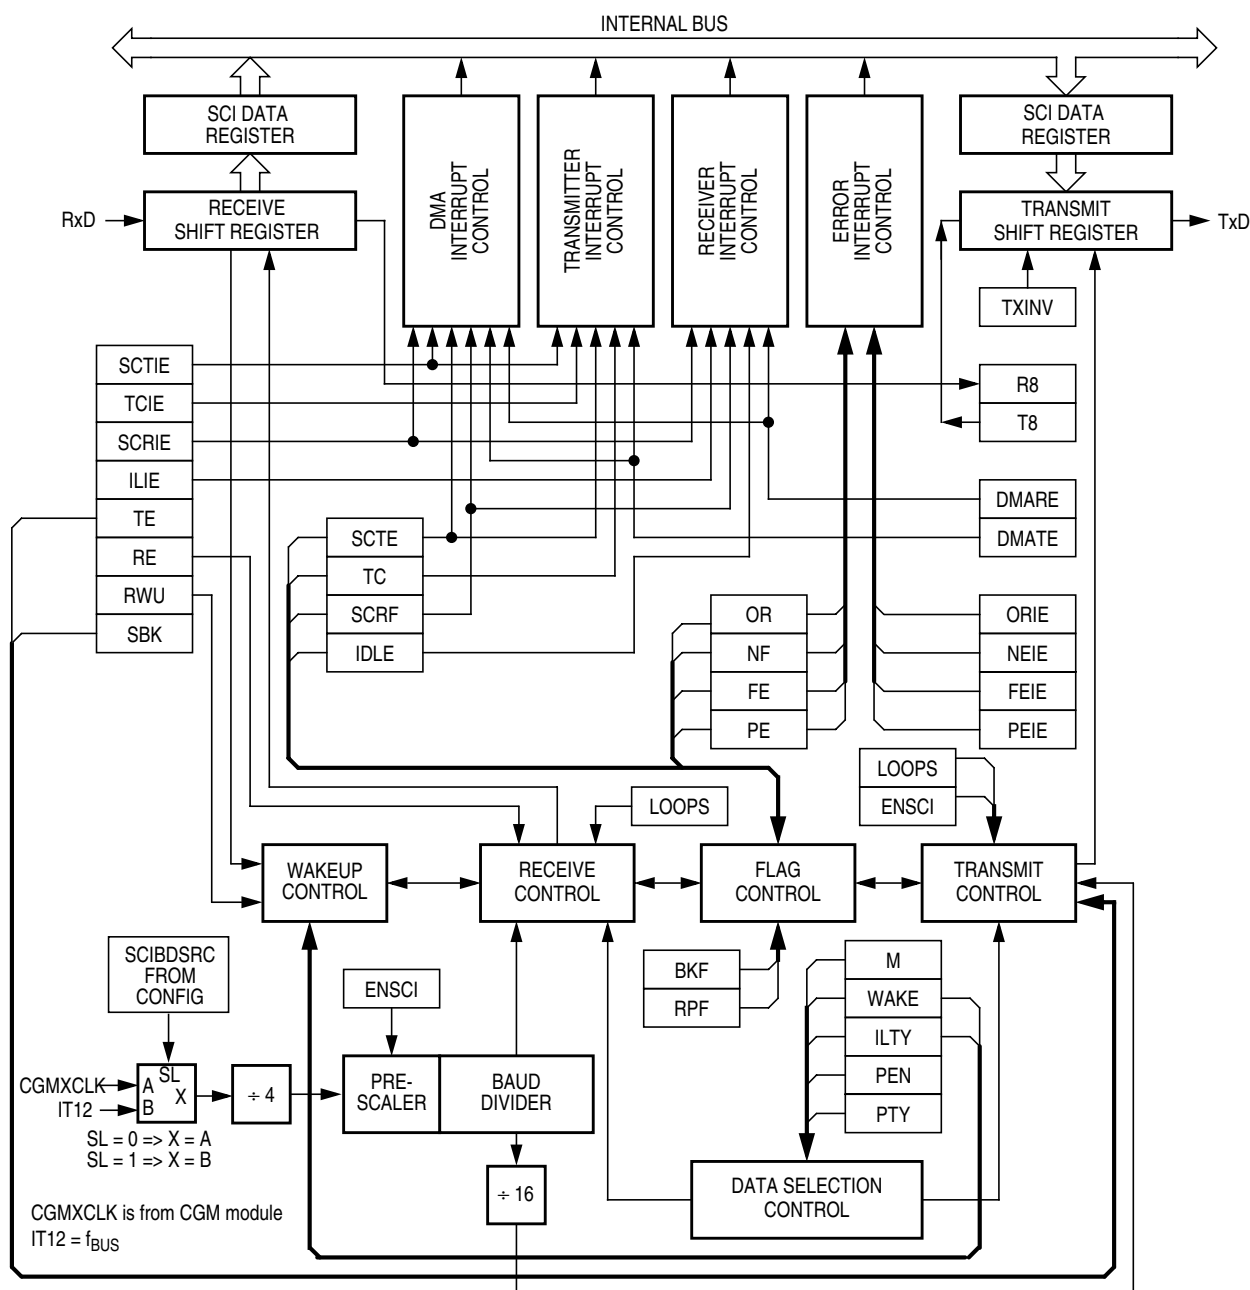 INTERNAL BUS
SCI DATA
REGISTER
DMA
INTERRUPT
CONTROL
TRANSMITTER
INTERRUPT
CONTROL
RECEIVER
INTERRUPT
CONTROL
ERROR
INTERRUPT
CONTROL
SCI DATA
REGISTER
RxD
RECEIVE
SHIFT REGISTER
TRANSMIT
SHIFT REGISTER
TxD
TXINV
SCTIE
TCIE
SCRIE
ILIE
TE
RE
RWU
SBK
R8
T8
DMARE
DMATE
SCTE
TC
SCRF
IDLE
OR
NF
FE
PE
ORIE
NEIE
FEIE
PEIE
LOOPS
LOOPS
ENSCI
WAKEUP
CONTROL
RECEIVE
CONTROL
FLAG
CONTROL
TRANSMIT
CONTROL
SCIBDSRC
FROM
CONFIG
ENSCI
BKF
RPF
M
WAKE
ILTY
PEN
PTY
CGMXCLK
IT12
SL
A
X
B
÷ 4
PRE-
SCALER
BAUD
DIVIDER
SL = 0 => X = A
SL = 1 => X = B
÷ 16
DATA SELECTION
CONTROL
CGMXCLK is from CGM module
IT12 = fBUS